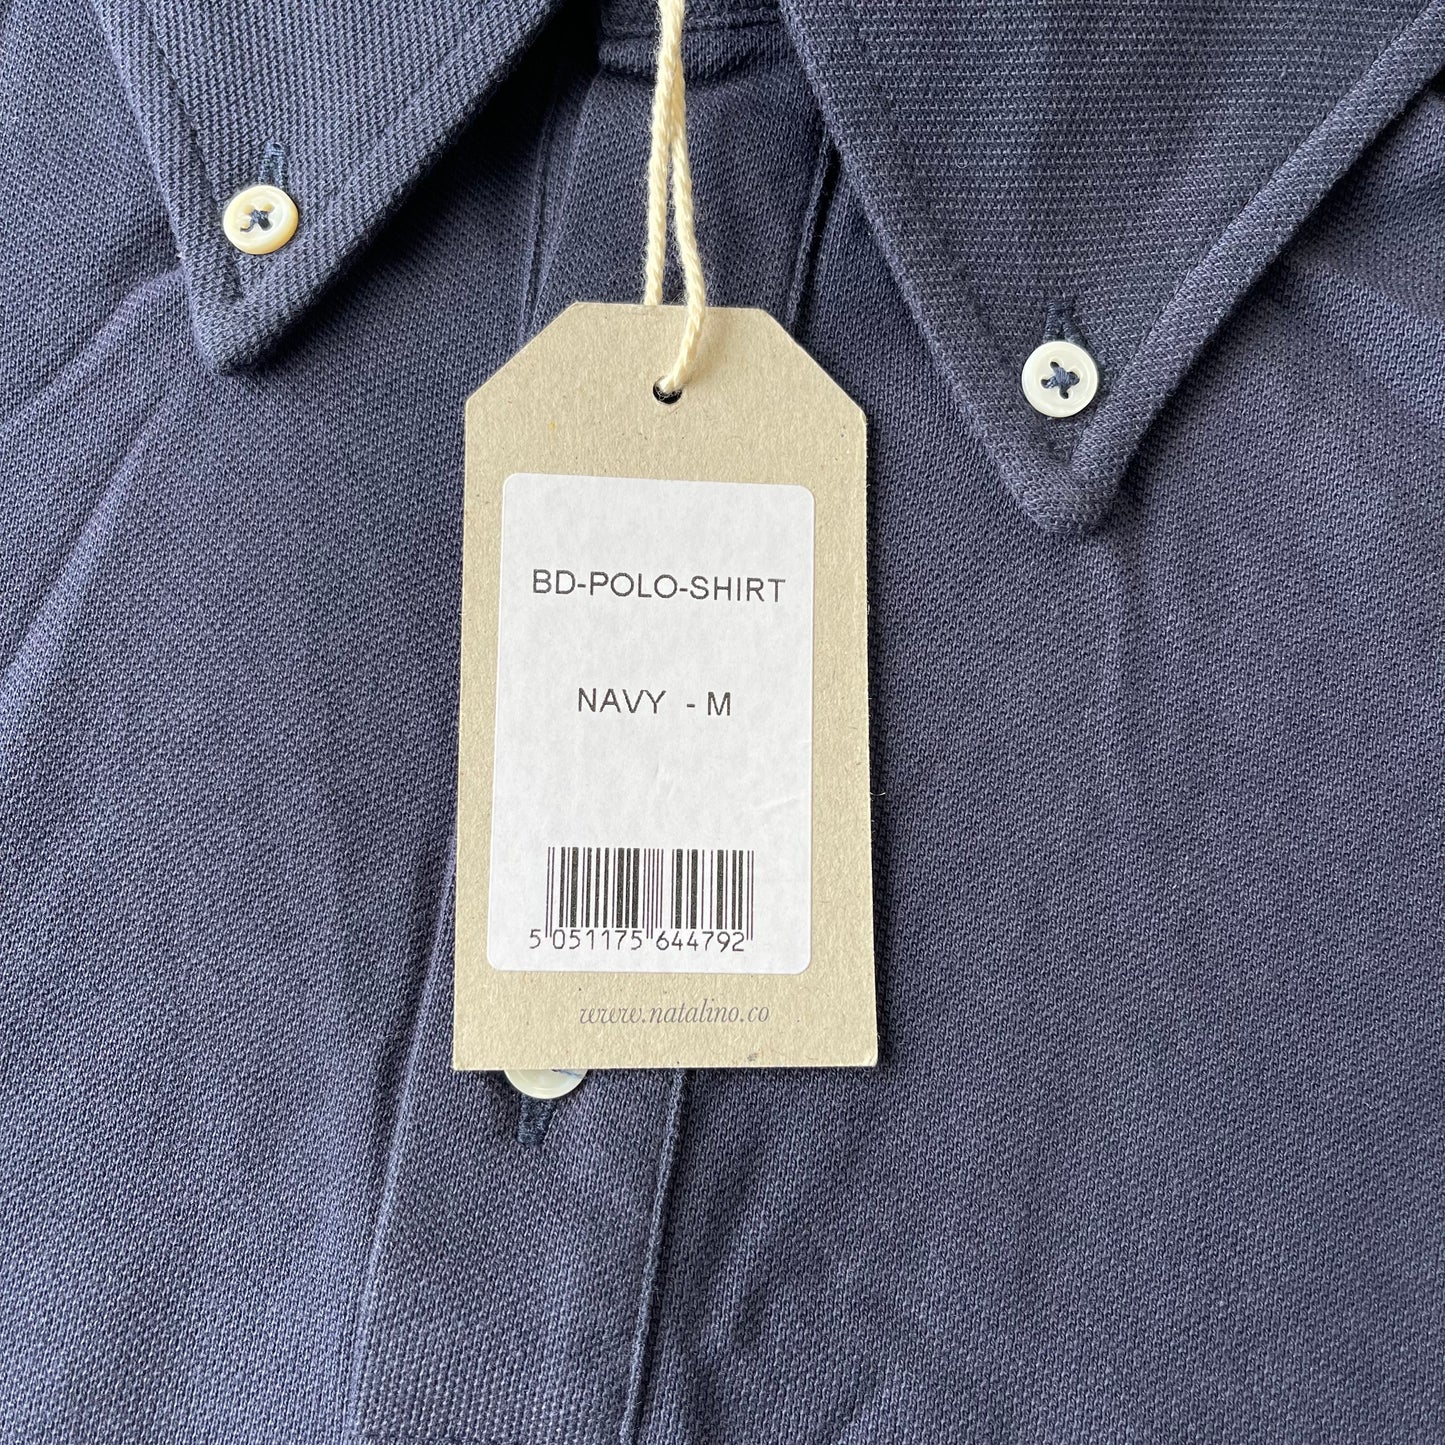 BD-POLO-SHIRT
NAVY - M
5 051175 644792
www.natalino.co